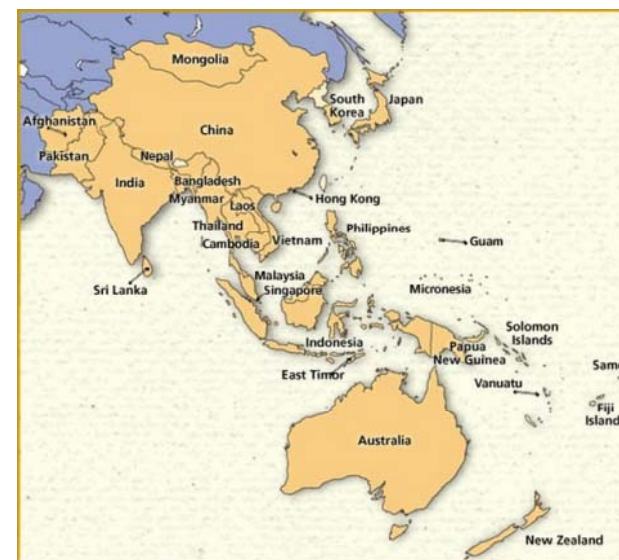 Mongolia
South
Korea
Japan
Afghanistan
China
Pakistan
Nepal
India
Bangladesh
Myanmar
Laos
Hong Kong
Thailand
Philippines
Cambodia
Vietnam
Guam
Malaysia
Sri Lanka
Singapore
Micronesia
Indonesia
Papua
New Guinea
Solomon
Islands
East Timor
Vanuatu
Samo
Fiji
Island
Australia
New Zealand